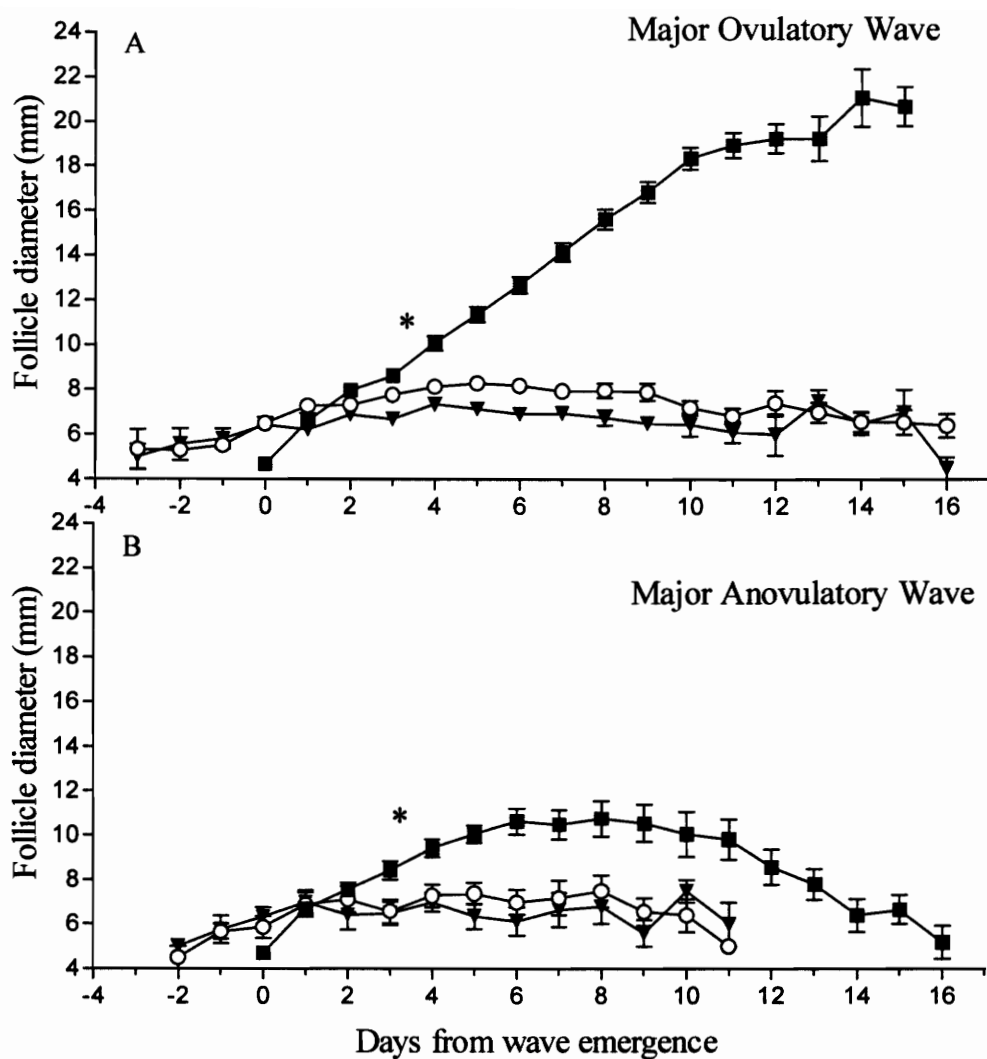 A
Major Ovulatory Wave
Follicle diameter (mm)
24
22
20
18
16
14
12
10
8
6
4
*
-4 -2 0 2 4 6 8 10 12 14 16
B
Major Anovulatory Wave
Follicle diameter (mm)
24
22
20
18
16
14
12
10
8
6
4
*
-4 -2 0 2 4 6 8 10 12 14 16
Days from wave emergence